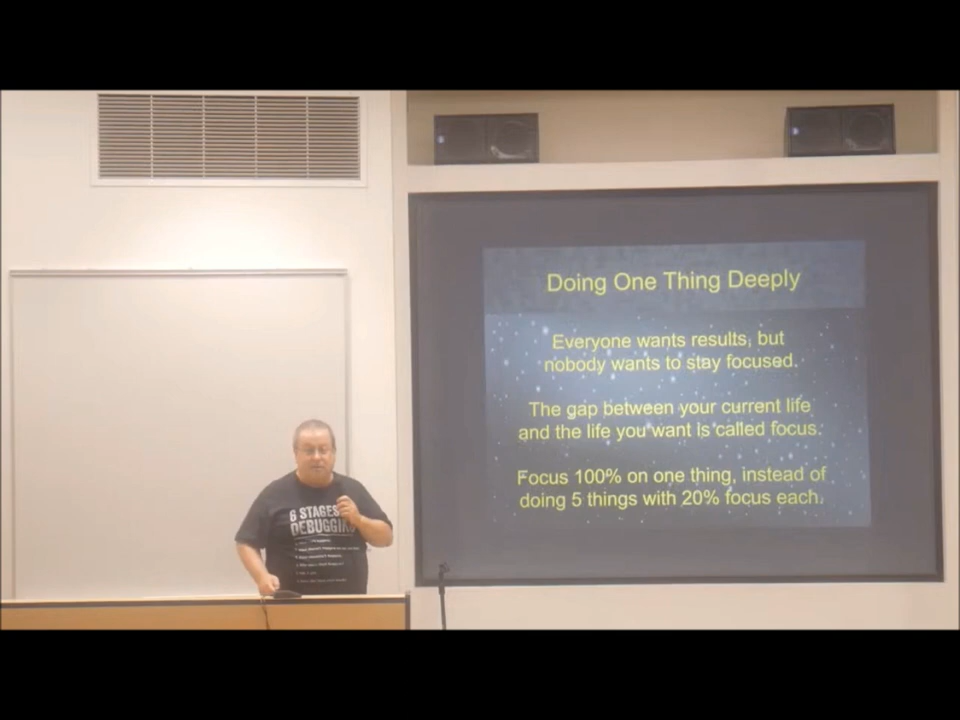 Doing One Thing Deeply
Everyone wants results, but
nobody wants to stay focused.
The gap between your current life
and the life you want is called focus.
Focus 100% on one thing, instead of
doing 5 things with 20% focus each.
6 STAGES
DEBUGGING